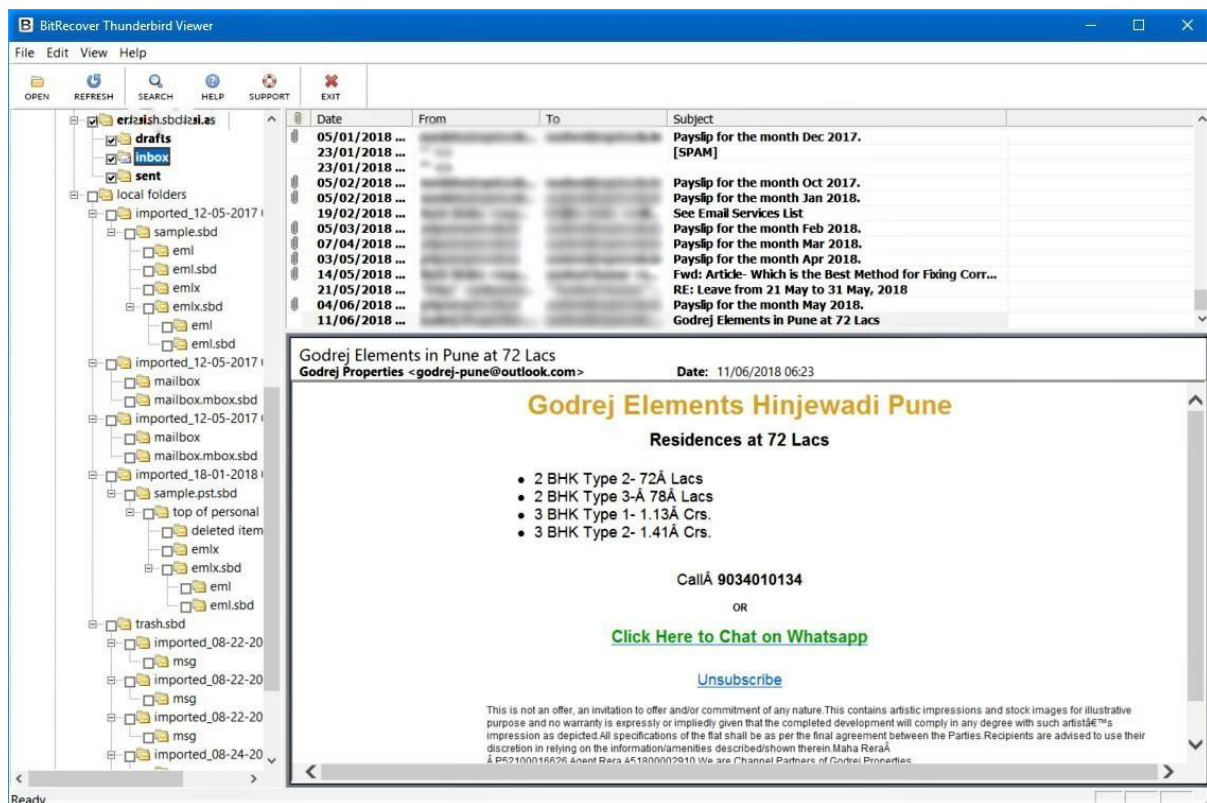 BitRecover Thunderbird Viewer
File Edit View Help
OPEN REFRESH SEARCH HELP SUPPORT EXIT
drafts
inbox
sent
local folders
imported_12-05-2017
sample.sbd
eml
eml.sbd
emlx
emlx.sbd
eml
eml.sbd
imported_12-05-2017
mailbox
mailbox.mbox.sbd
imported_12-05-2017
mailbox
mailbox.mbox.sbd
imported_18-01-2018
sample.pst.sbd
top of personal
deleted item
emlx
emlx.sbd
eml
eml.sbd
trash.sbd
imported_08-22-20
msg
imported_08-22-20
msg
imported_08-22-20
msg
imported_08-24-20
Date From To Subject
05/01/2018 ... Payslip for the month Dec 2017.
23/01/2018 ... [SPAM]
23/01/2018 ...
05/02/2018 ... Payslip for the month Oct 2017.
05/02/2018 ... Payslip for the month Jan 2018.
19/02/2018 ... See Email Services List
05/03/2018 ... Payslip for the month Feb 2018.
07/04/2018 ... Payslip for the month Mar 2018.
03/05/2018 ... Payslip for the month Apr 2018.
14/05/2018 ... Fwd: Article- Which is the Best Method for Fixing Corr...
21/05/2018 ... RE: Leave from 21 May to 31 May, 2018
04/06/2018 ... Payslip for the month May 2018.
11/06/2018 ... Godrej Elements in Pune at 72 Lacs
Godrej Elements in Pune at 72 Lacs
Godrej Properties <godrej-pune@outlook.com> Date: 11/06/2018 06:23
Godrej Elements Hinjewadi Pune
Residences at 72 Lacs
• 2 BHK Type 2- 72Â Lacs
• 2 BHK Type 3-Â 78Â Lacs
• 3 BHK Type 1- 1.13Â Crs.
• 3 BHK Type 2- 1.41Â Crs.
CallÂ 9034010134
OR
Click Here to Chat on Whatsapp
Unsubscribe
This is not an offer, an invitation to offer and/or commitment of any nature.This contains artistic impressions and stock images for illustrative
purpose and no warranty is expressly or impliedly given that the completed development will comply in any degree with such artistâ€™s
impression as depicted.All specifications of the flat shall be as per the final agreement between the Parties.Recipients are advised to use their
discretion in relying on the information/amenities described/shown therein.Maha ReraÂ
Â P52100016626 Agent Rera A51800002910 We are Channel Partners of Godrej Properties
Ready